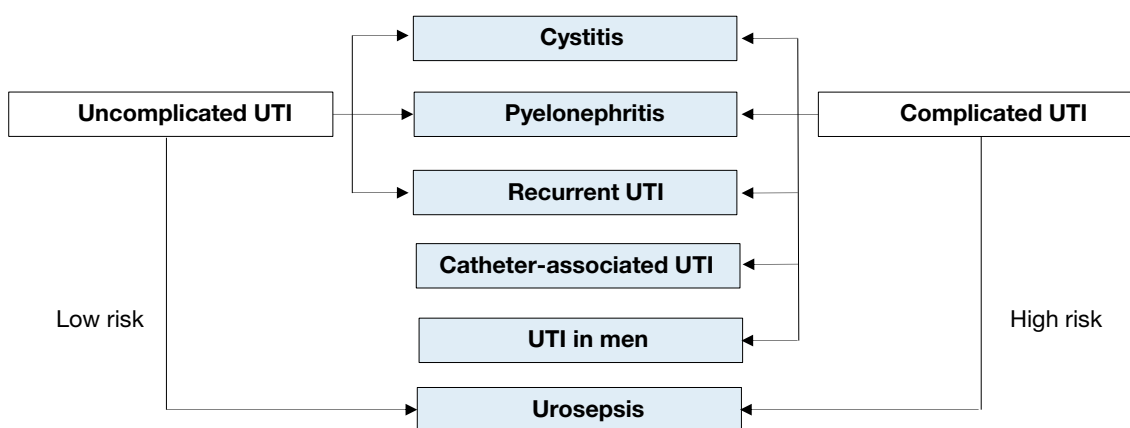 Cystitis
Uncomplicated UTI
Pyelonephritis
Complicated UTI
Recurrent UTI
Catheter-associated UTI
Low risk
High risk
UTI in men
Urosepsis